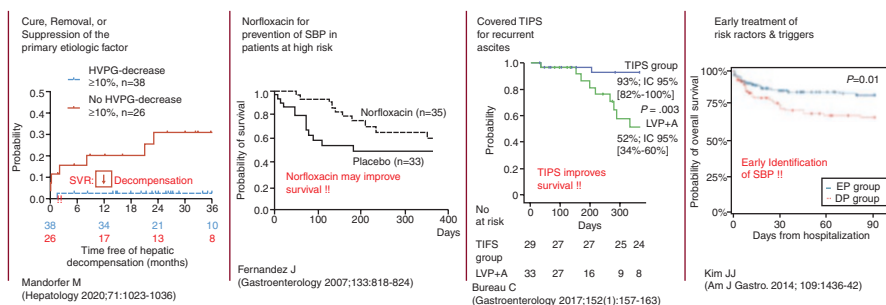 Cure, Removal, or
Suppression of the
primary etiologic factor
HVPG-decrease
≥10%, n=38
No HVPG-decrease
≥10%, n=26
Probability
0.5
0.4
0.3
0.2
0.1
0
SVR: ↓ Decompensation
!!
0 6 12 18 24 30 36
38 34 21 10
26 17 13 8
Time free of hepatic
decompensation (months)
Mandorfer M
(Hepatology 2020;71:1023-1036)
Norfloxacin for
prevention of SBP in
patients at high risk
Probability of survival
1.0
0.8
0.6
0.4
0.2
0.0
Norfloxacin (n=35)
Placebo (n=33)
Norfloxacin may improve
survival !!
0 100 200 300 400
Days
Fernandez J
(Gastroenterology 2007;133:818-824)
Covered TIPS
for recurrent
ascites
Probability
1.0
0.8
0.6
0.4
0.2
0.0
TIPS group
93%; IC 95%
[82%-100%]
P = .003
LVP+A
52%; IC 95%
[34%-60%]
TIPS improves
survival !!
0 100 200 300
Days
No
at risk
TIFS 29 27 27 25 24
group
LVP+A 33 27 16 9 8
Bureau C
(Gastroenterology 2017;152(1):157-163)
Early treatment of
risk ractors & triggers
Probability of overall survival
100%
75%
50%
25%
0%
P=0.01
Early Identification
of SBP !!
EP group
DP group
0 30 60 90
Days from hospitalization
Kim JJ
(Am J Gastro. 2014; 109:1436-42)